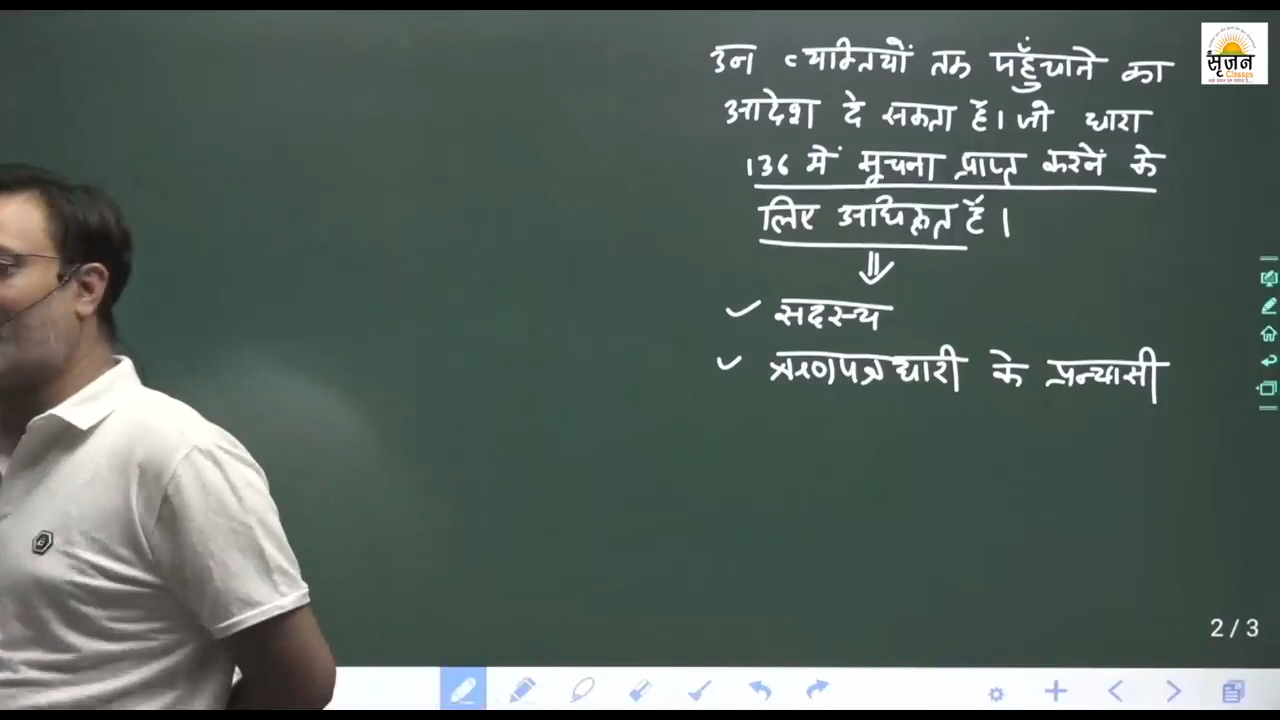 उन व्यक्तियों तक पहुँचाने का
आदेश दे सकता है। जो धारा
136 में सूचना प्राप्त करनें के
लिए अधिकृत हैं।
⇓
✓ सदस्य
✓ ऋणपत्रधारी के प्रन्यासी
सृजन
Classes
2 / 3